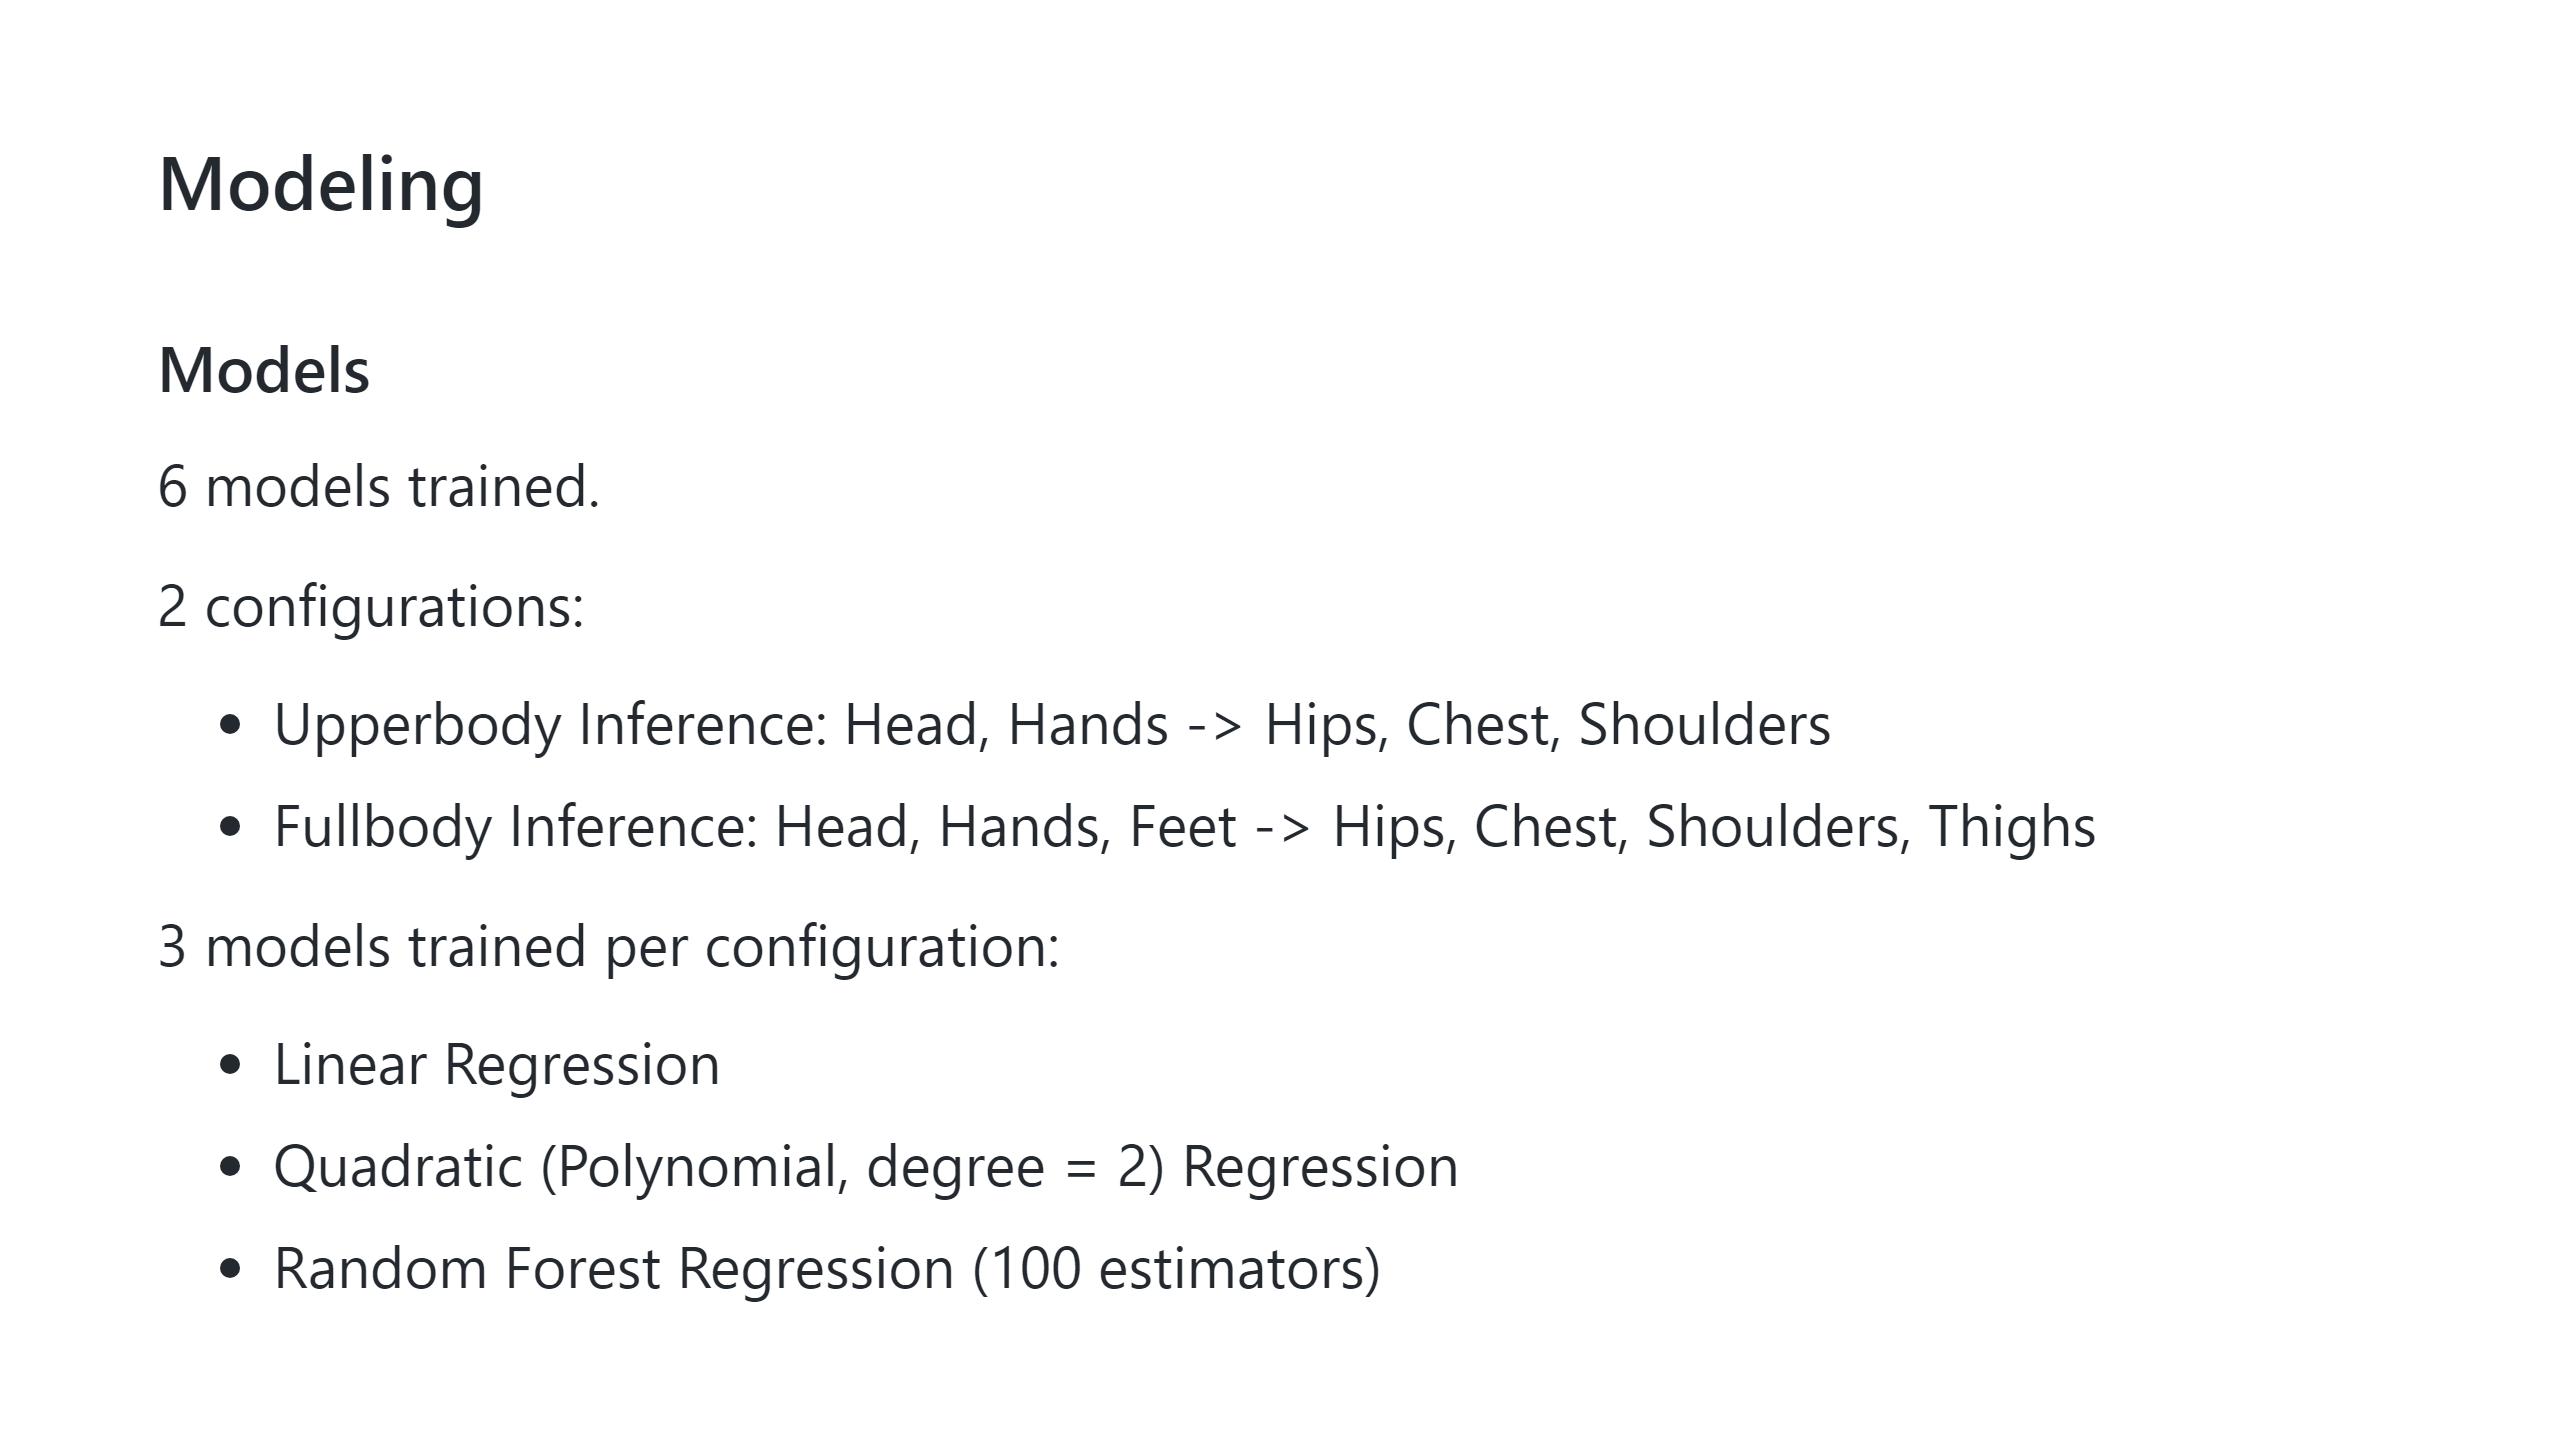 Modeling
Models
6 models trained.
2 configurations:
• Upperbody Inference: Head, Hands -> Hips, Chest, Shoulders
• Fullbody Inference: Head, Hands, Feet -> Hips, Chest, Shoulders, Thighs
3 models trained per configuration:
• Linear Regression
• Quadratic (Polynomial, degree = 2) Regression
• Random Forest Regression (100 estimators)